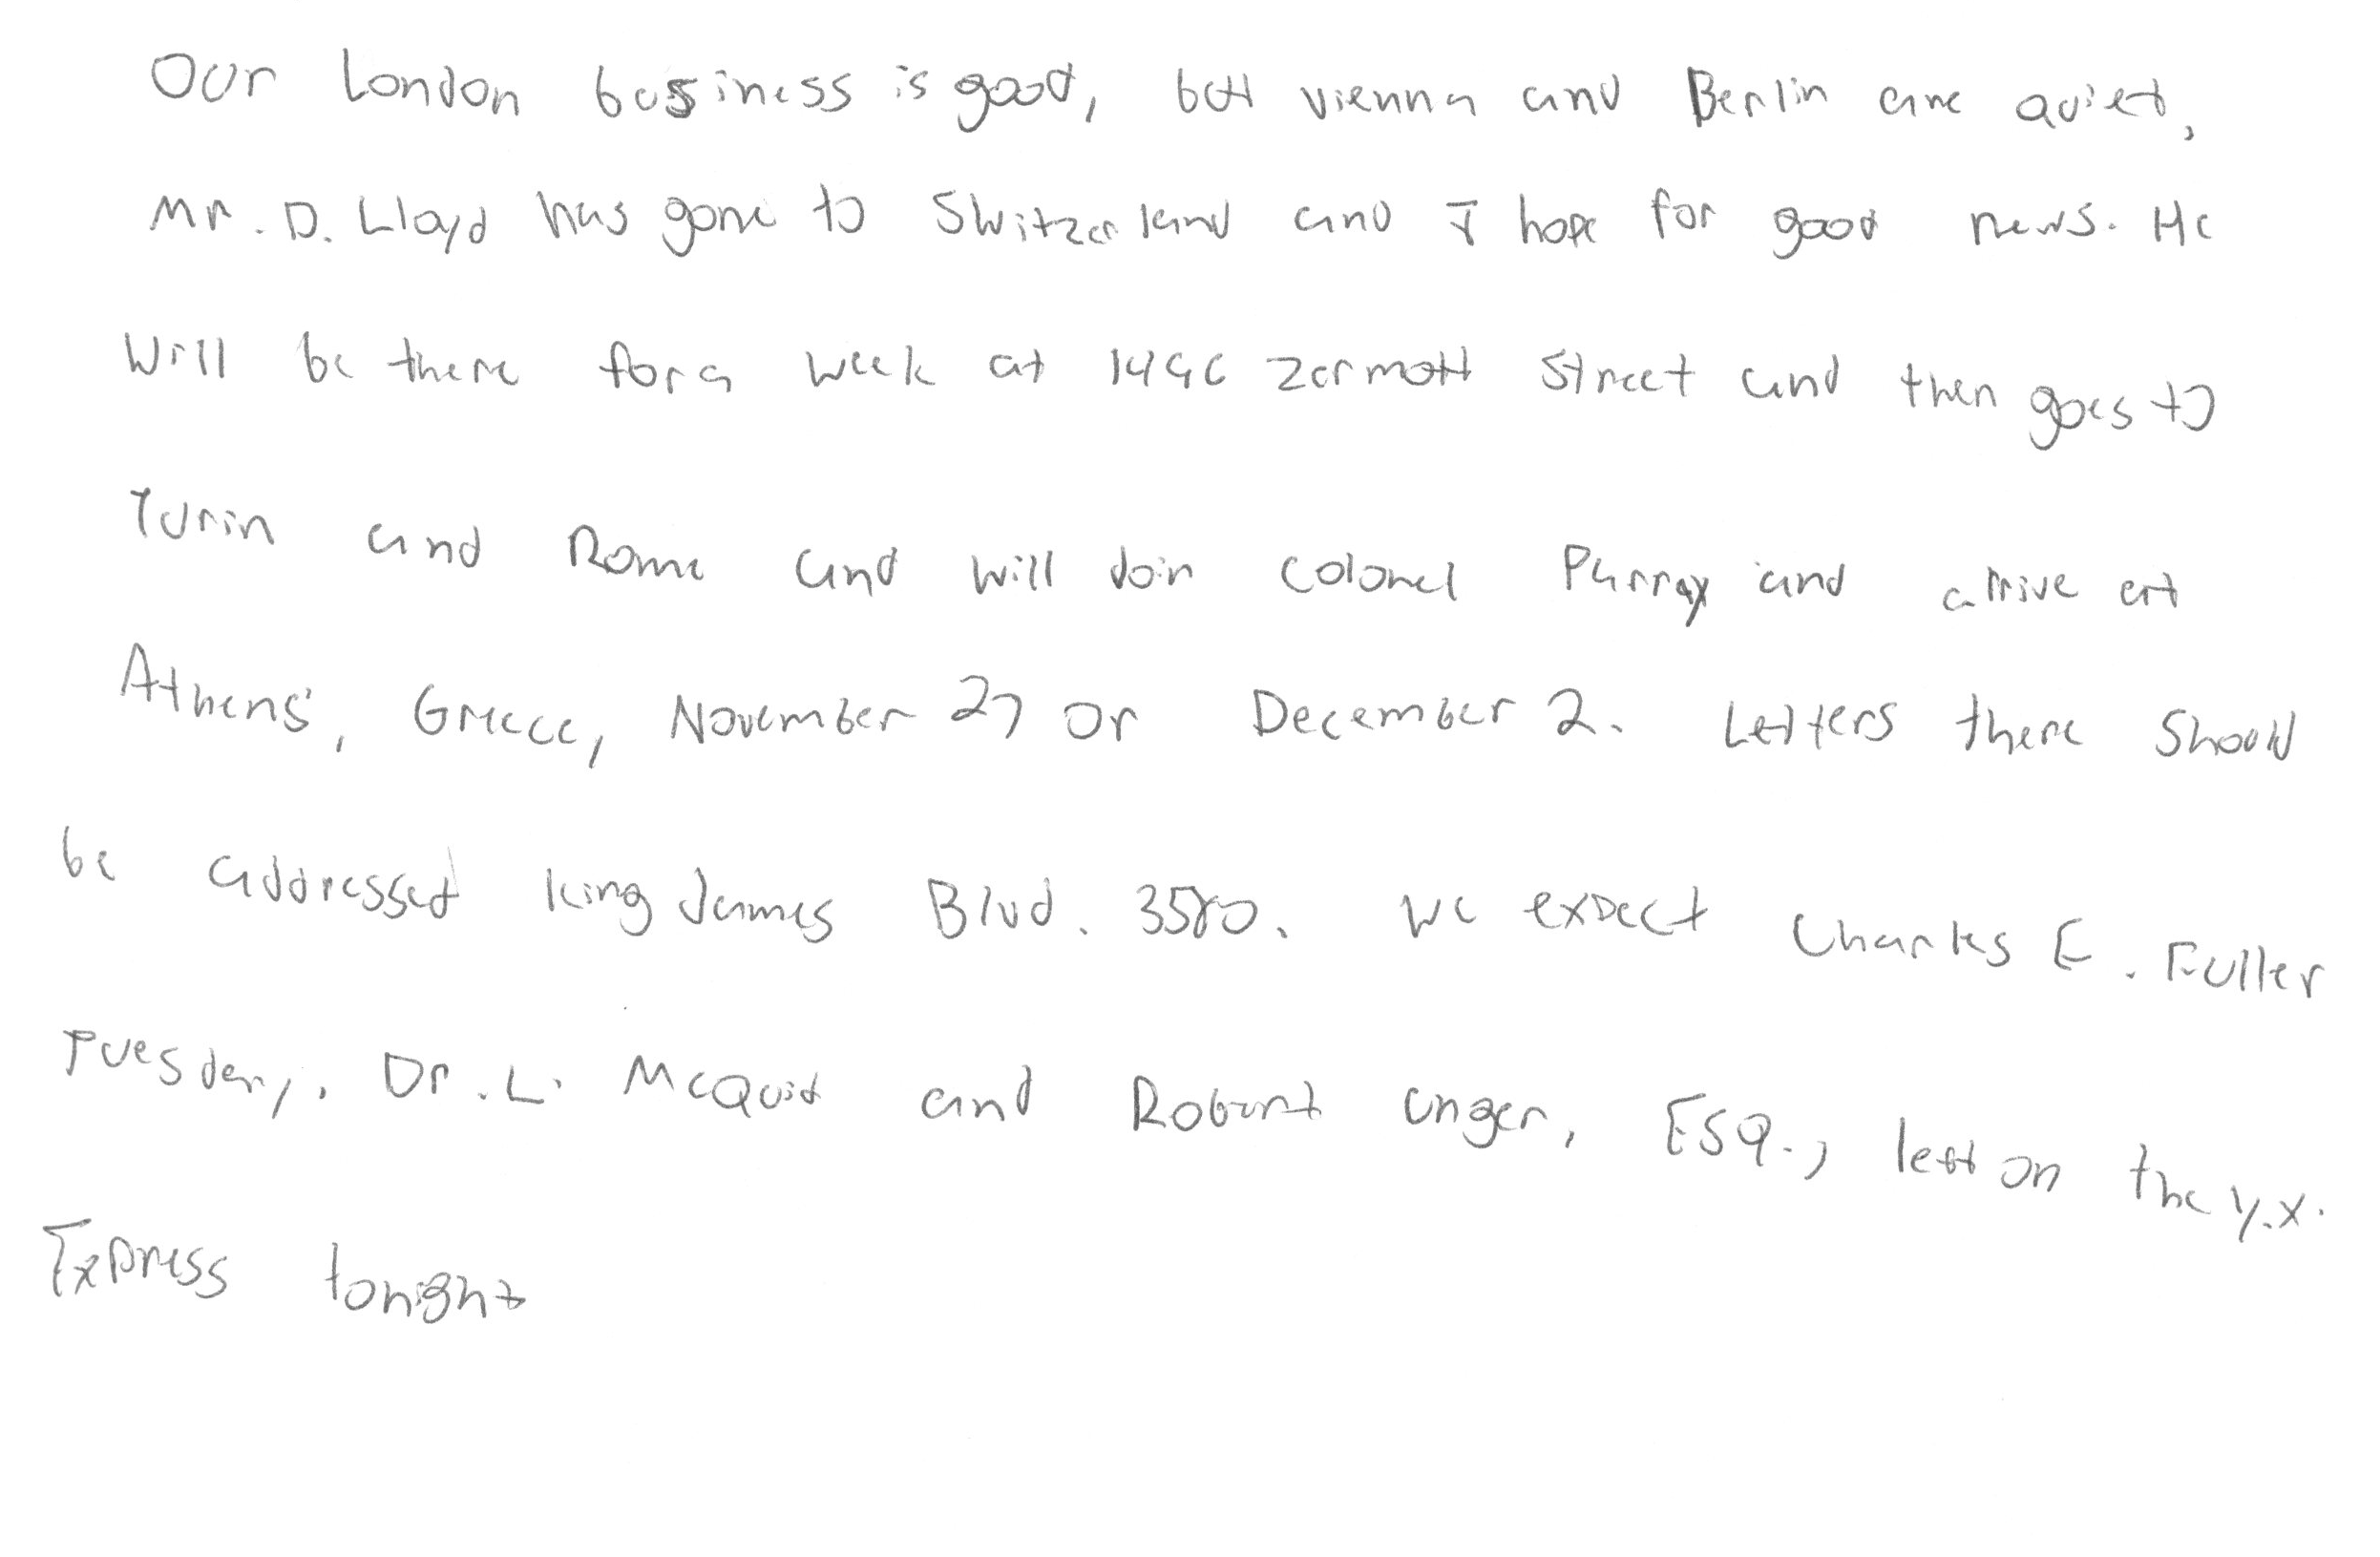 Our London business is good, but vienna and Berlin are quiet,
Mr. D. Lloyd has gone to Switzerland and I hope for good news. He
will be there for a week at 1496 zermott street and then goes to
Turin and Rome and will Join colonel Parray and arrive at
Athens, Greece, November 27 or December 2. Letters there Should
be addressed King James Blvd. 3580. We expect Charles E. Fuller
Tuesday. Dr. L. McQuid and Robert unger, ESQ., left on the Y.X.
Express tonight